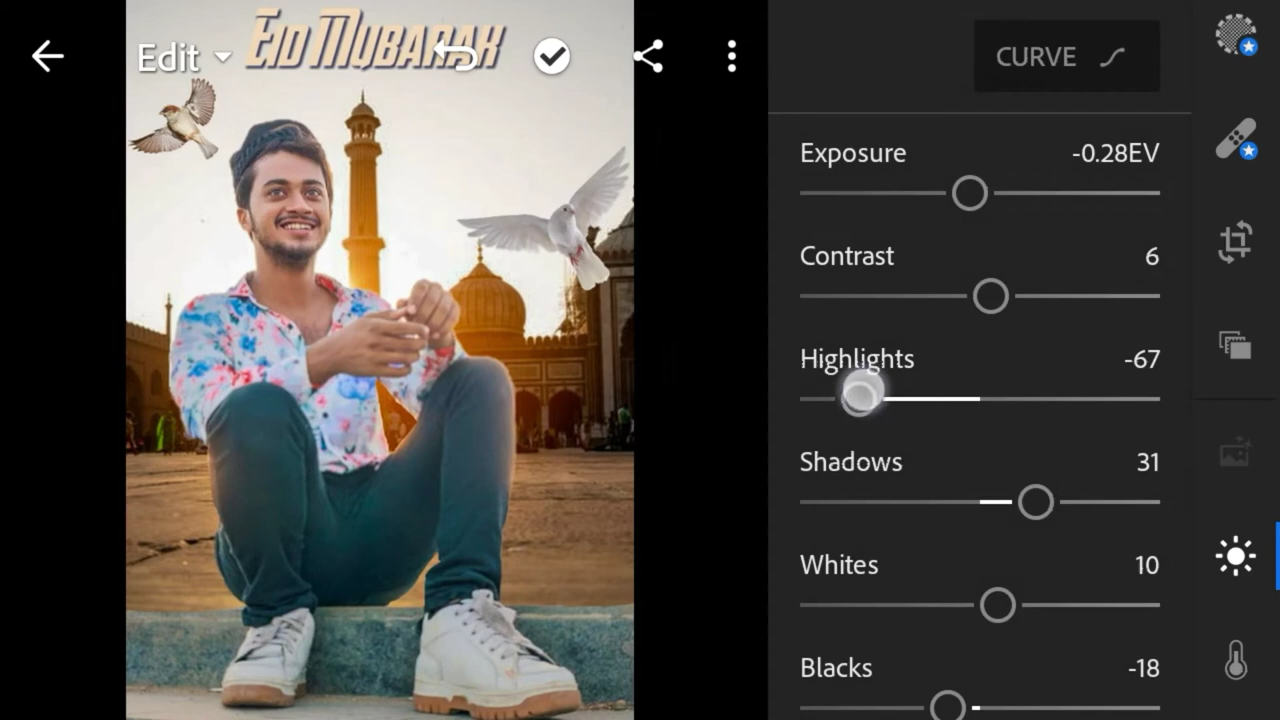 EID MUBARAK
Edit
CURVE
Exposure -0.28EV
Contrast 6
Highlights -67
Shadows 31
Whites 10
Blacks -18